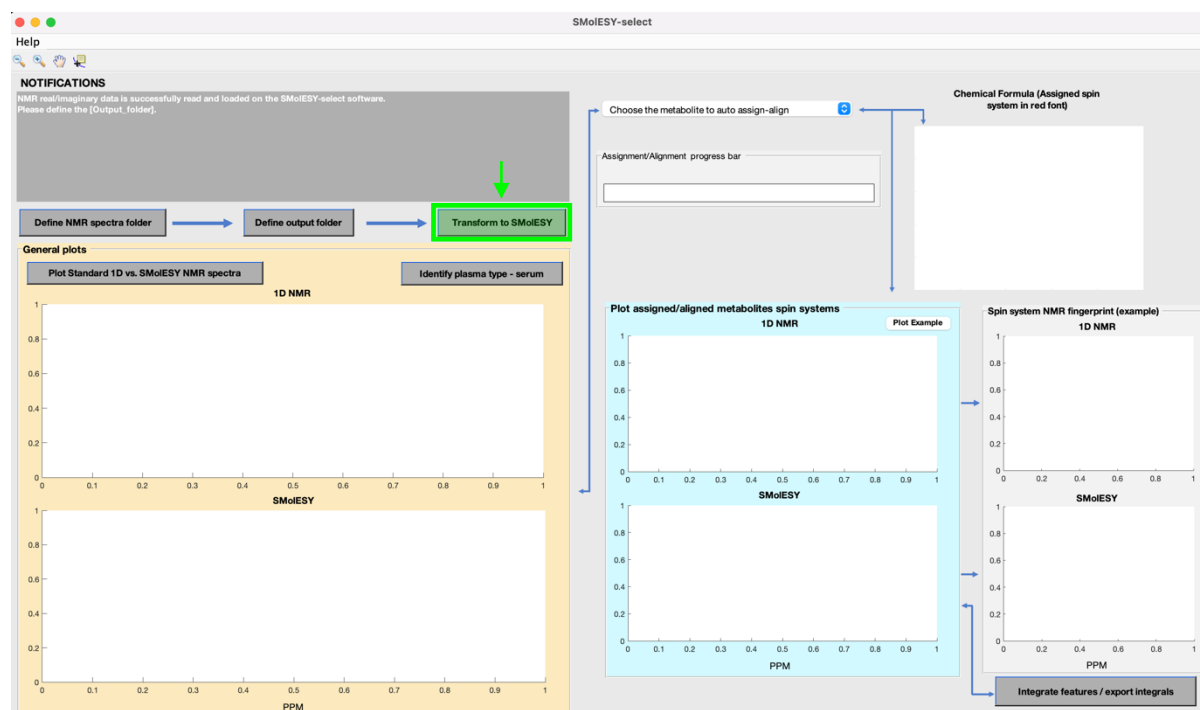 SMolESY-select
Help
NOTIFICATIONS
NMR real/imaginary data is successfully read and loaded on the SMolESY-select software.
Please define the [Output_folder].
Define NMR spectra folder
Define output folder
Transform to SMolESY
Choose the metabolite to auto assign-align
Assignment/Alignment progress bar
Chemical Formula (Assigned spin
system in red font)
General plots
Plot Standard 1D vs. SMolESY NMR spectra
Identify plasma type - serum
1D NMR
1
0.8
0.6
0.4
0.2
0
0 0.1 0.2 0.3 0.4 0.5 0.6 0.7 0.8 0.9 1
SMolESY
1
0.8
0.6
0.4
0.2
0
0 0.1 0.2 0.3 0.4 0.5 0.6 0.7 0.8 0.9 1
PPM
Plot assigned/aligned metabolites spin systems
1D NMR
Plot Example
1
0.8
0.6
0.4
0.2
0
0 0.1 0.2 0.3 0.4 0.5 0.6 0.7 0.8 0.9 1
SMolESY
1
0.8
0.6
0.4
0.2
0
0 0.1 0.2 0.3 0.4 0.5 0.6 0.7 0.8 0.9 1
PPM
Spin system NMR fingerprint (example)
1D NMR
1
0.8
0.6
0.4
0.2
0
0 0.2 0.4 0.6 0.8 1
SMolESY
1
0.8
0.6
0.4
0.2
0
0 0.2 0.4 0.6 0.8 1
PPM
Integrate features / export integrals